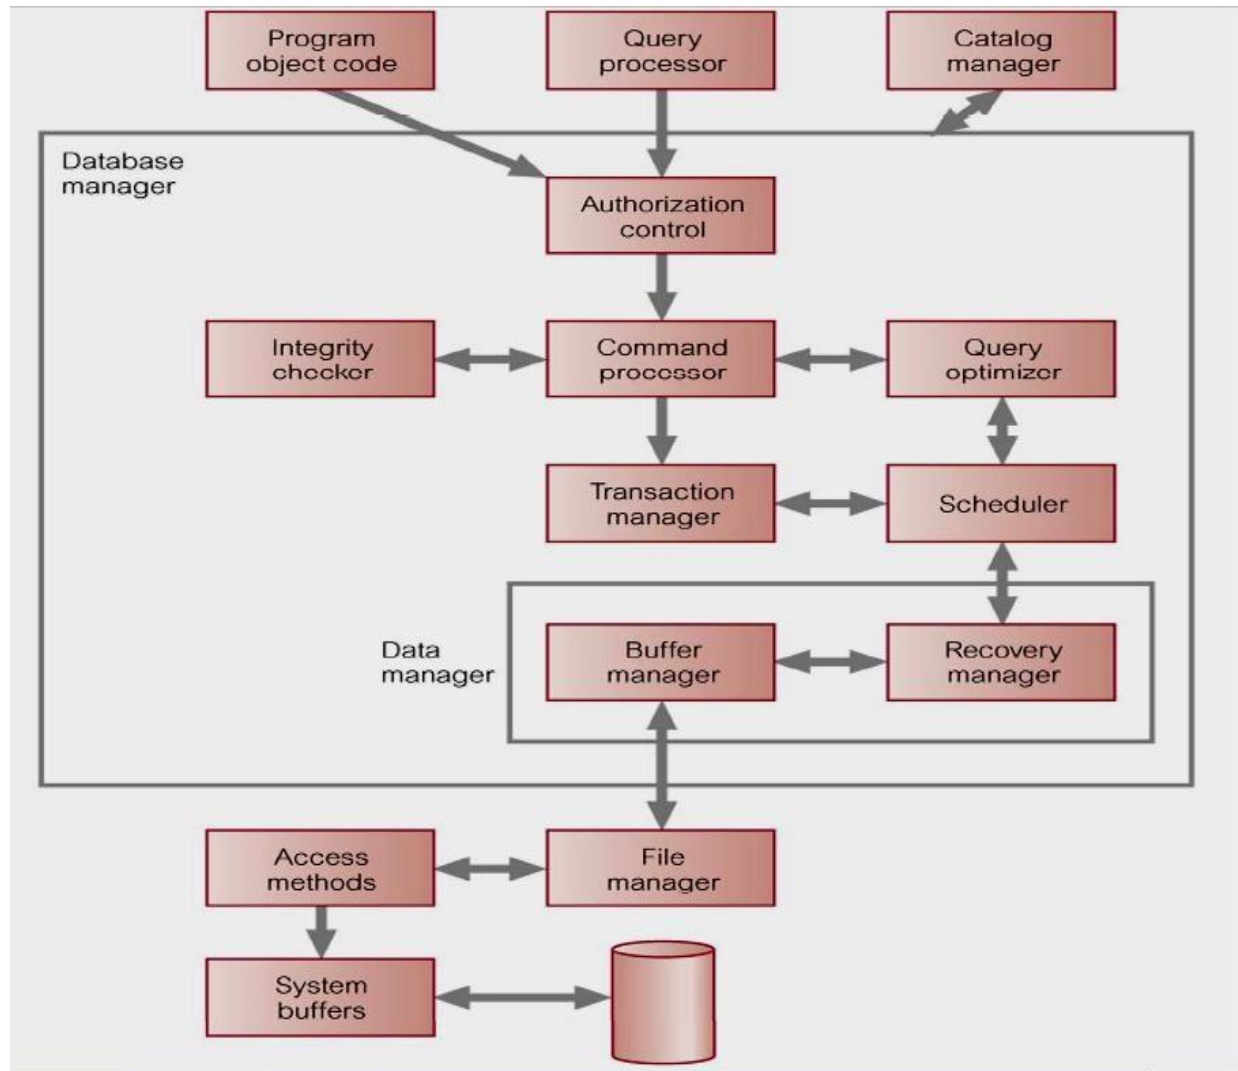 Program
object code
Query
processor
Catalog
manager
Database
manager
Authorization
control
Integrity
checker
Command
processor
Query
optimizer
Transaction
manager
Scheduler
Data
manager
Buffer
manager
Recovery
manager
Access
methods
File
manager
System
buffers